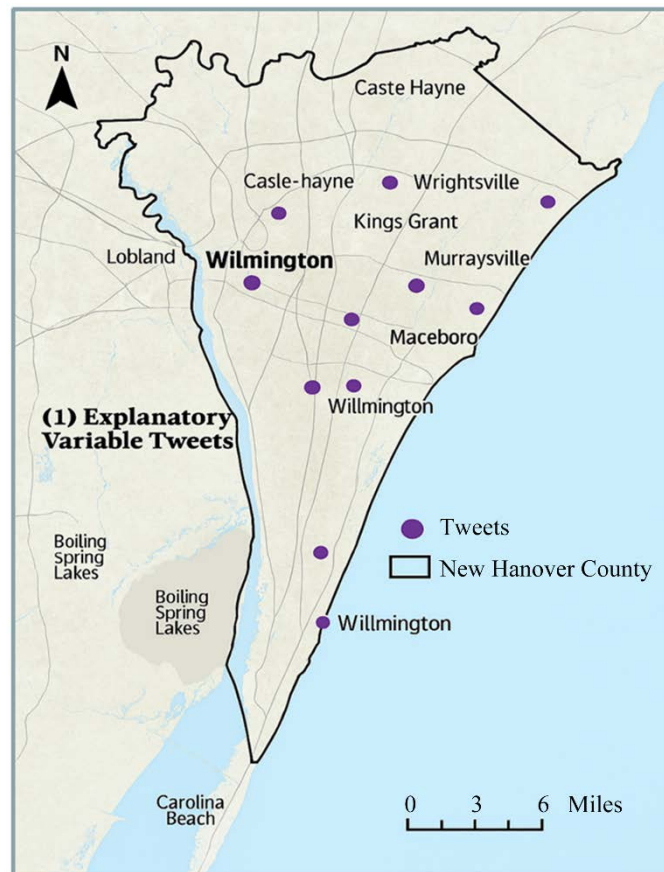 N
Caste Hayne
Casle-hayne
Wrightsville
Kings Grant
Lobland
Wilmington
Murraysville
Maceboro
(1) Explanatory
Variable Tweets
Willmington
Tweets
New Hanover County
Boiling
Spring
Lakes
Boiling
Spring
Lakes
Willmington
Carolina
Beach
0 3 6 Miles